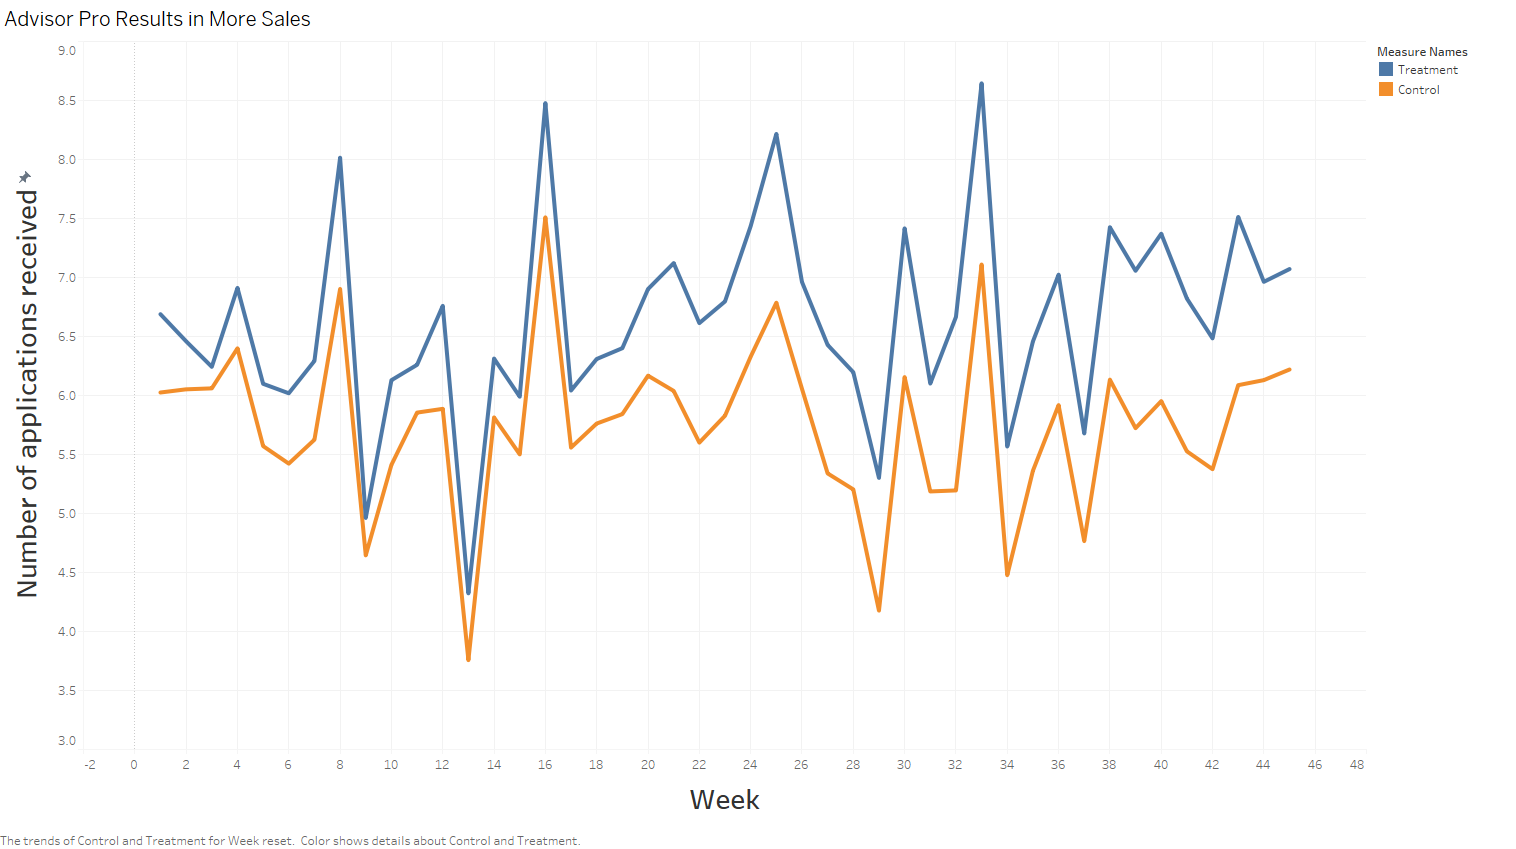 Advisor Pro Results in More Sales
Measure Names
Treatment
Control
Number of applications received
9.0
8.5
8.0
7.5
7.0
6.5
6.0
5.5
5.0
4.5
4.0
3.5
3.0
-2 0 2 4 6 8 10 12 14 16 18 20 22 24 26 28 30 32 34 36 38 40 42 44 46 48
Week
The trends of Control and Treatment for Week reset. Color shows details about Control and Treatment.